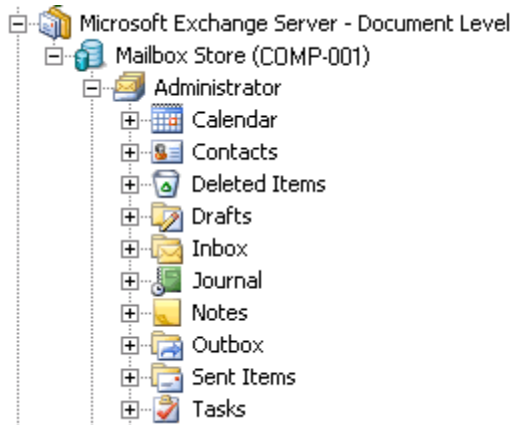 Microsoft Exchange Server - Document Level
Mailbox Store (COMP-001)
Administrator
Calendar
Contacts
Deleted Items
Drafts
Inbox
Journal
Notes
Outbox
Sent Items
Tasks